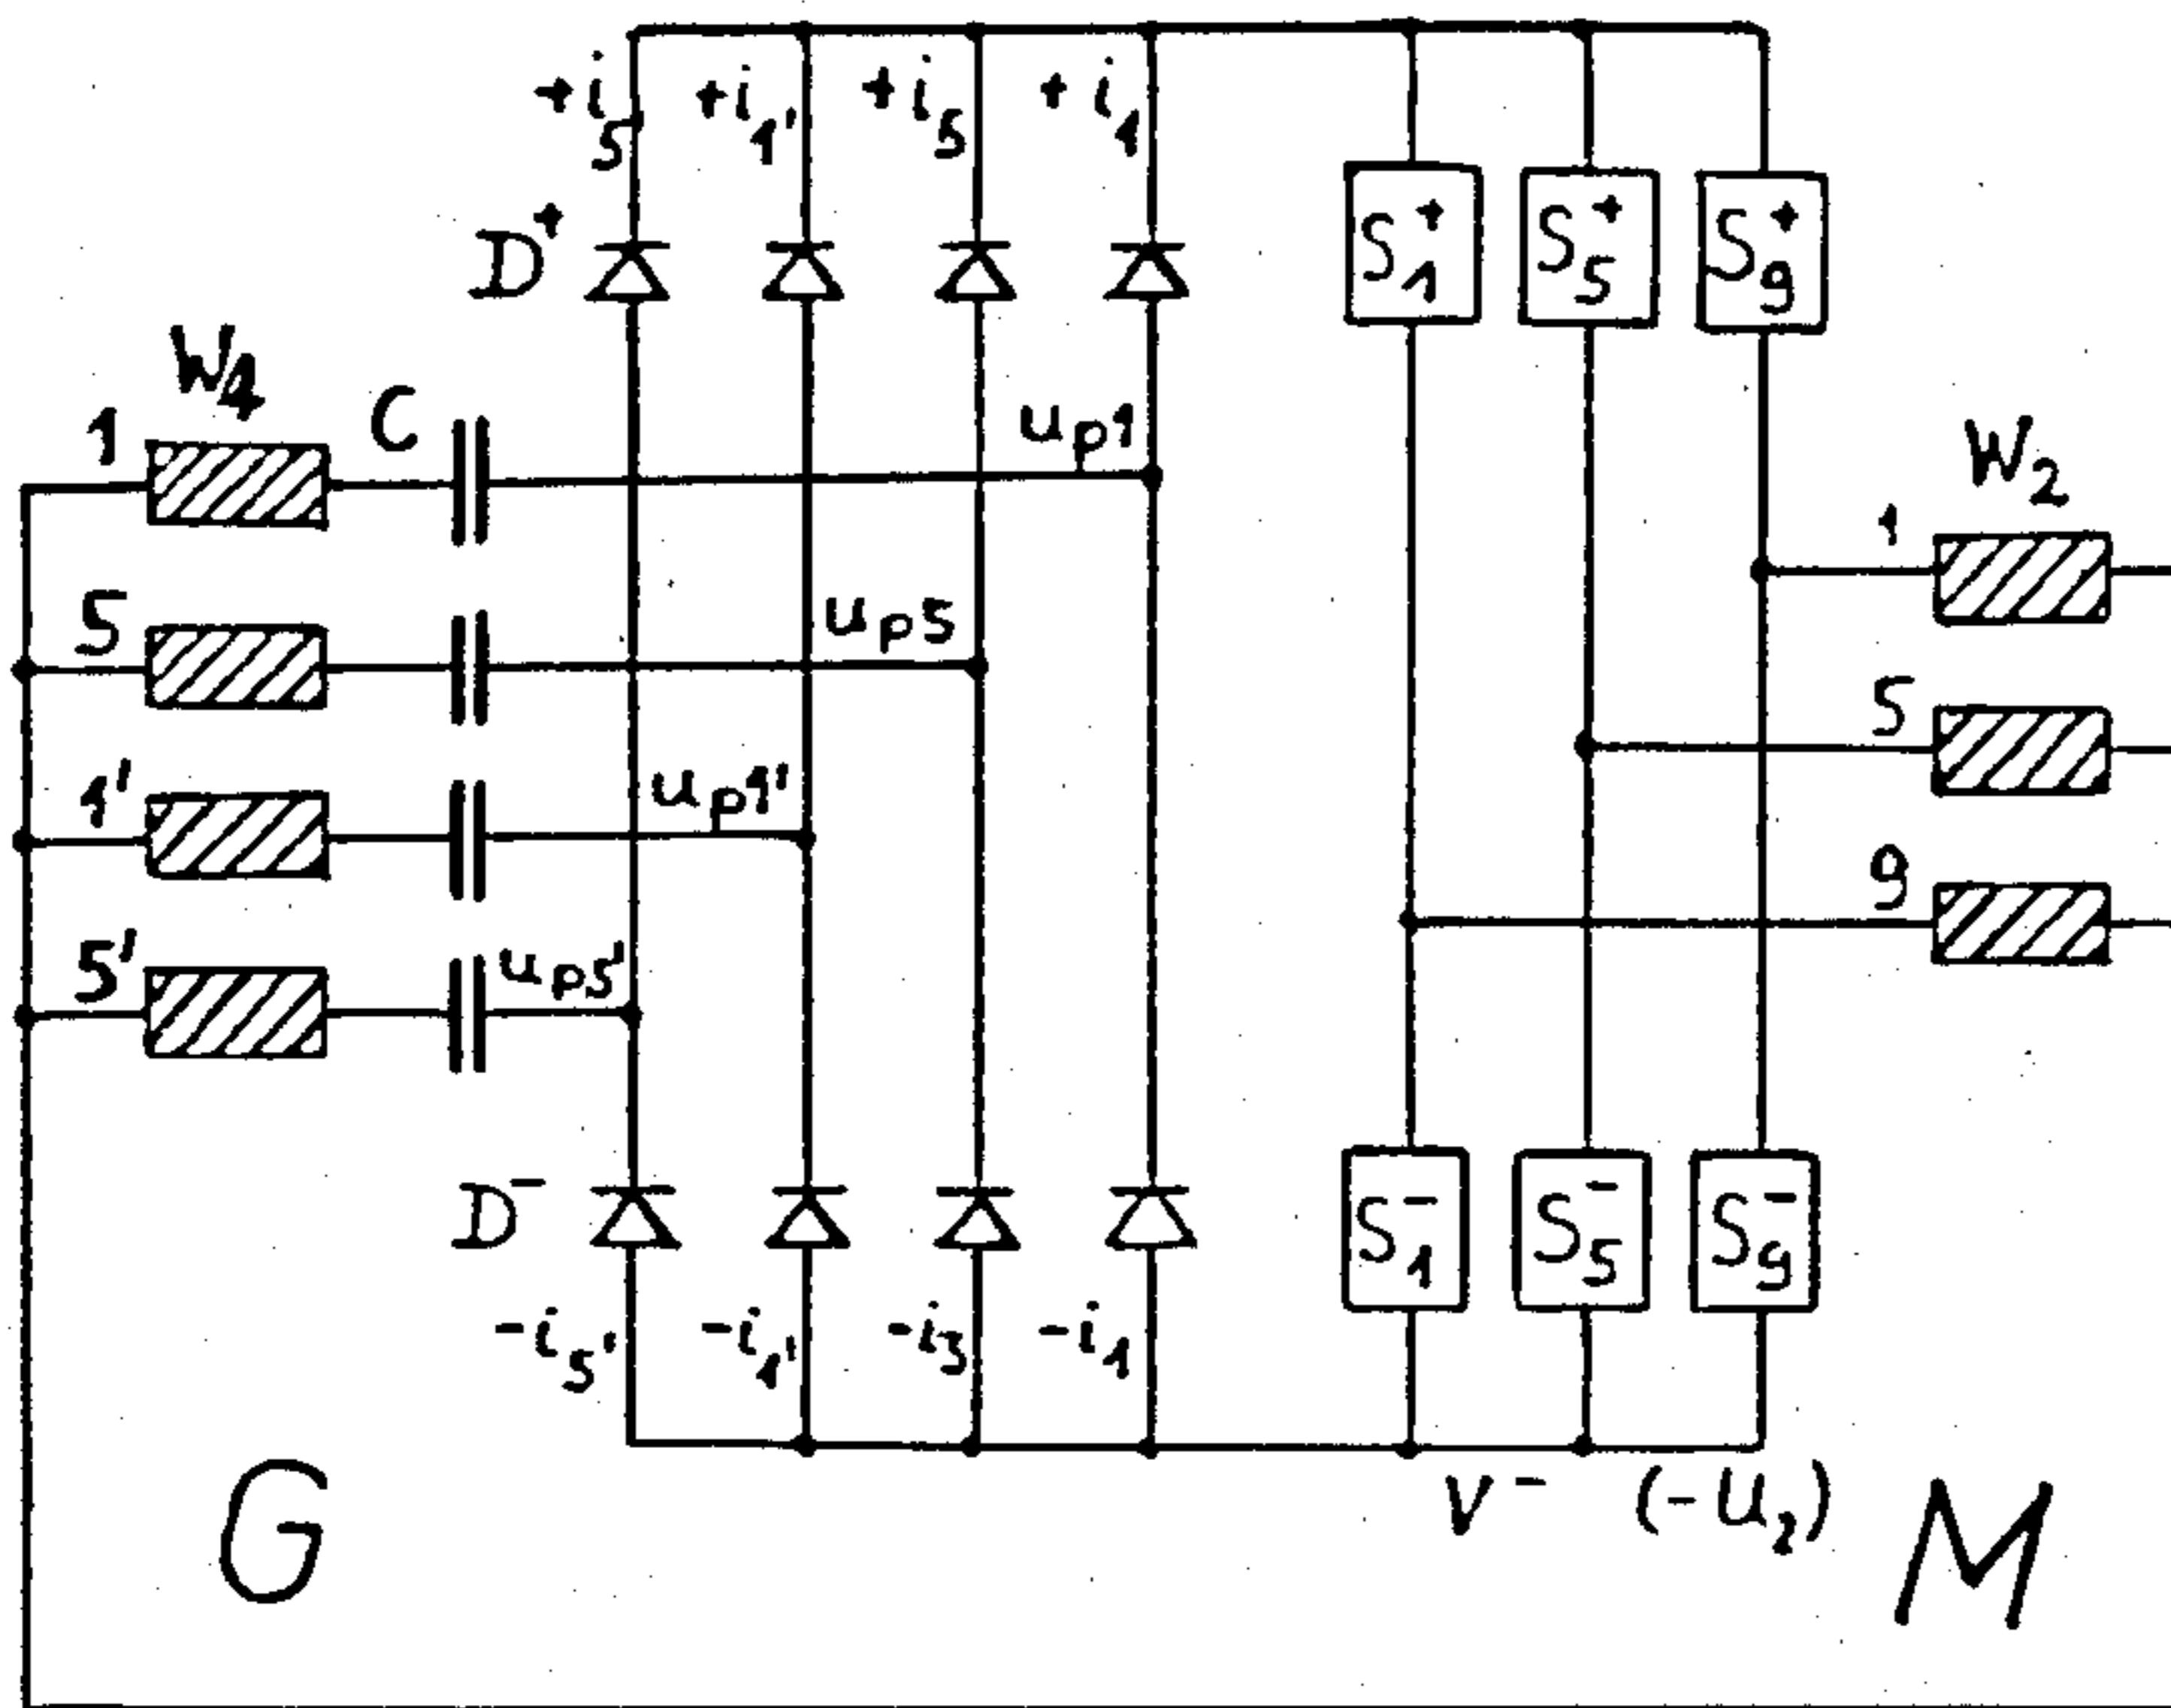 +i5' +i1' +i5 +i1
D+
S1+ S5+ S9+
W1
1 C up1
W2
1
5 up5
5
1' up1'
9
5' up5'
D-
S1- S5- S9-
-i5' -i1' -i3 -i1
G V- (-U2) M